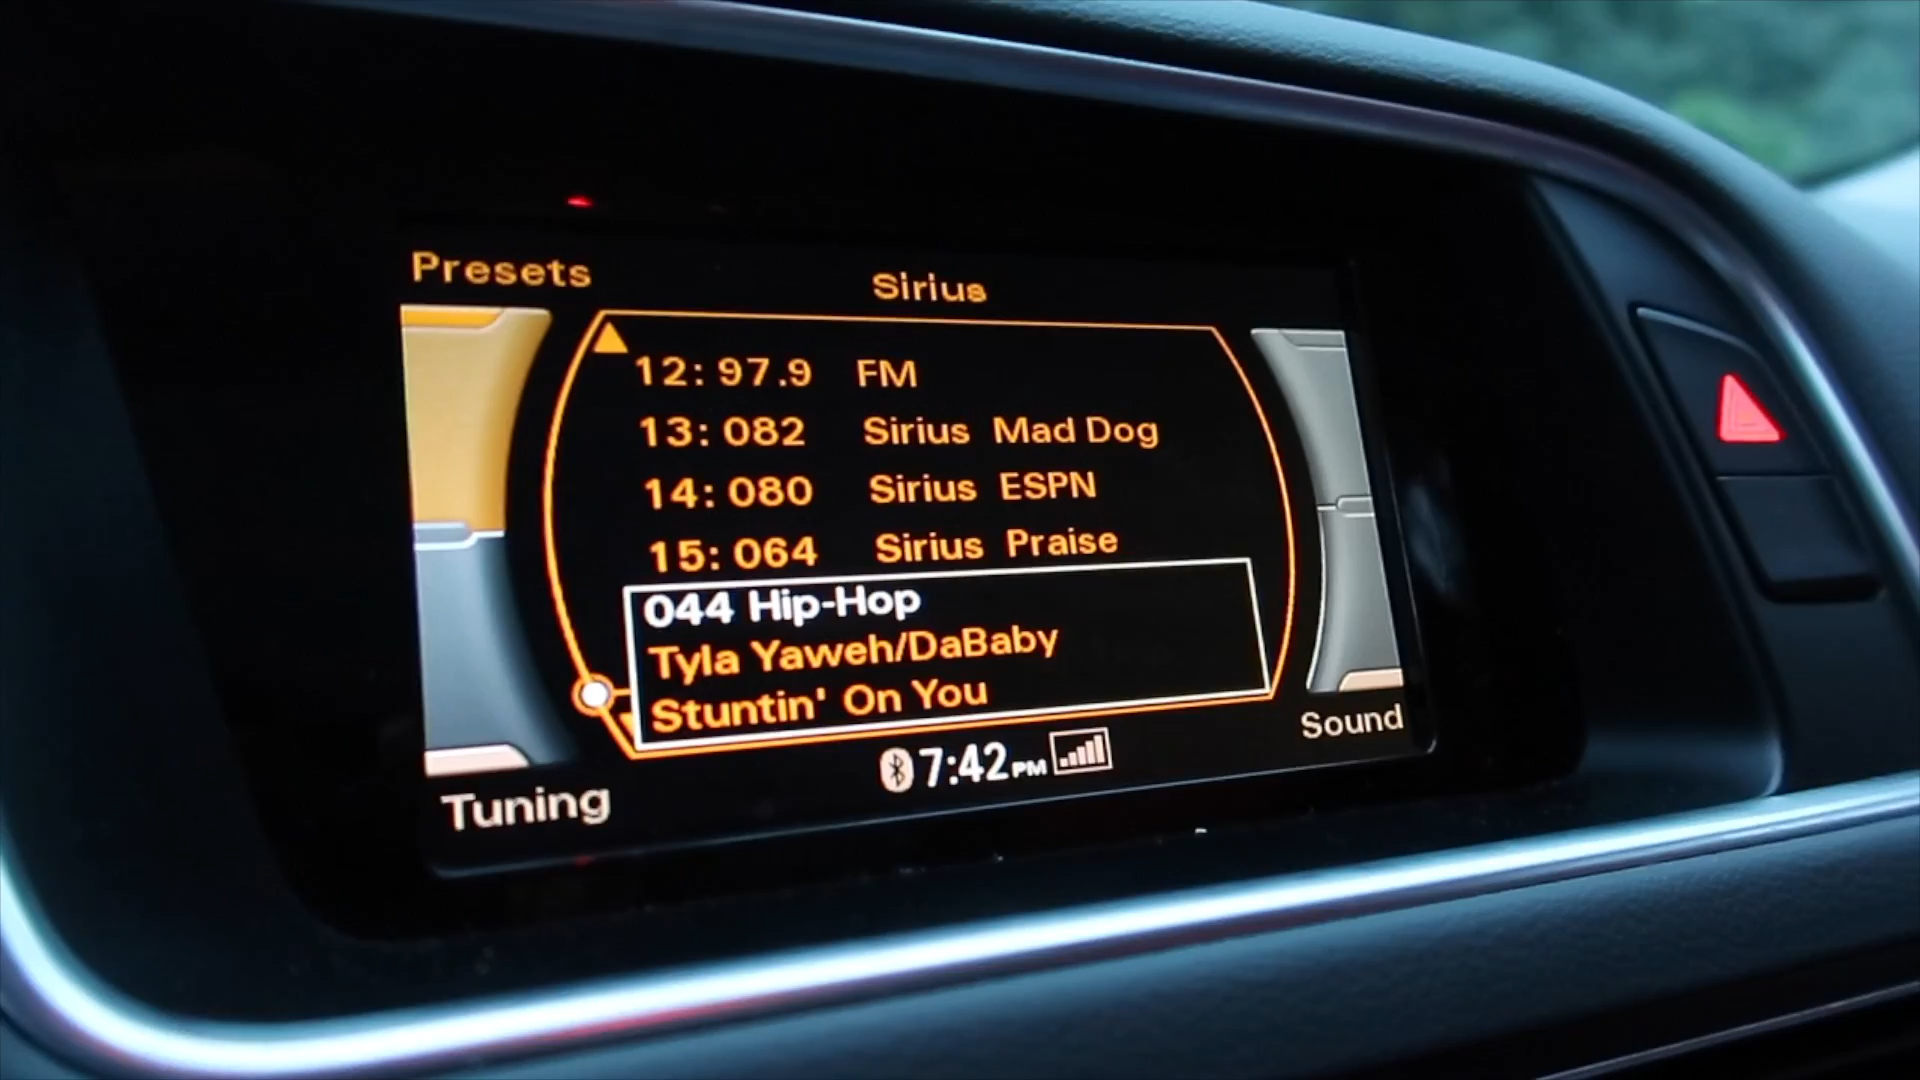 Presets
Sirius
12: 97.9 FM
13: 082 Sirius Mad Dog
14: 080 Sirius ESPN
15: 064 Sirius Praise
044 Hip-Hop
Tyla Yaweh/DaBaby
Stuntin' On You
Sound
7:42 PM
Tuning